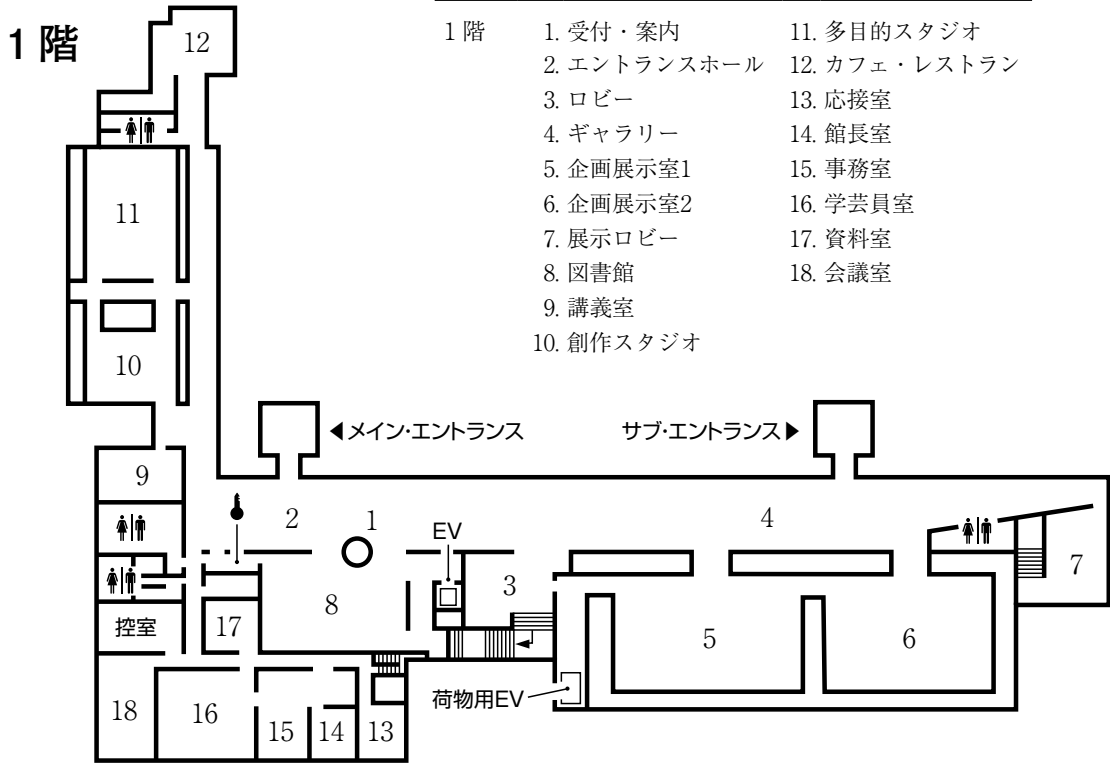 1階
1階
1. 受付・案内
2. エントランスホール
3. ロビー
4. ギャラリー
5. 企画展示室1
6. 企画展示室2
7. 展示ロビー
8. 図書館
9. 講義室
10. 創作スタジオ
11. 多目的スタジオ
12. カフェ・レストラン
13. 応接室
14. 館長室
15. 事務室
16. 学芸員室
17. 資料室
18. 会議室
12
11
10
◀メイン・エントランス
サブ・エントランス▶
9
2
1
EV
4
3
7
8
控室
17
5
6
荷物用EV
18
16
15
14
13